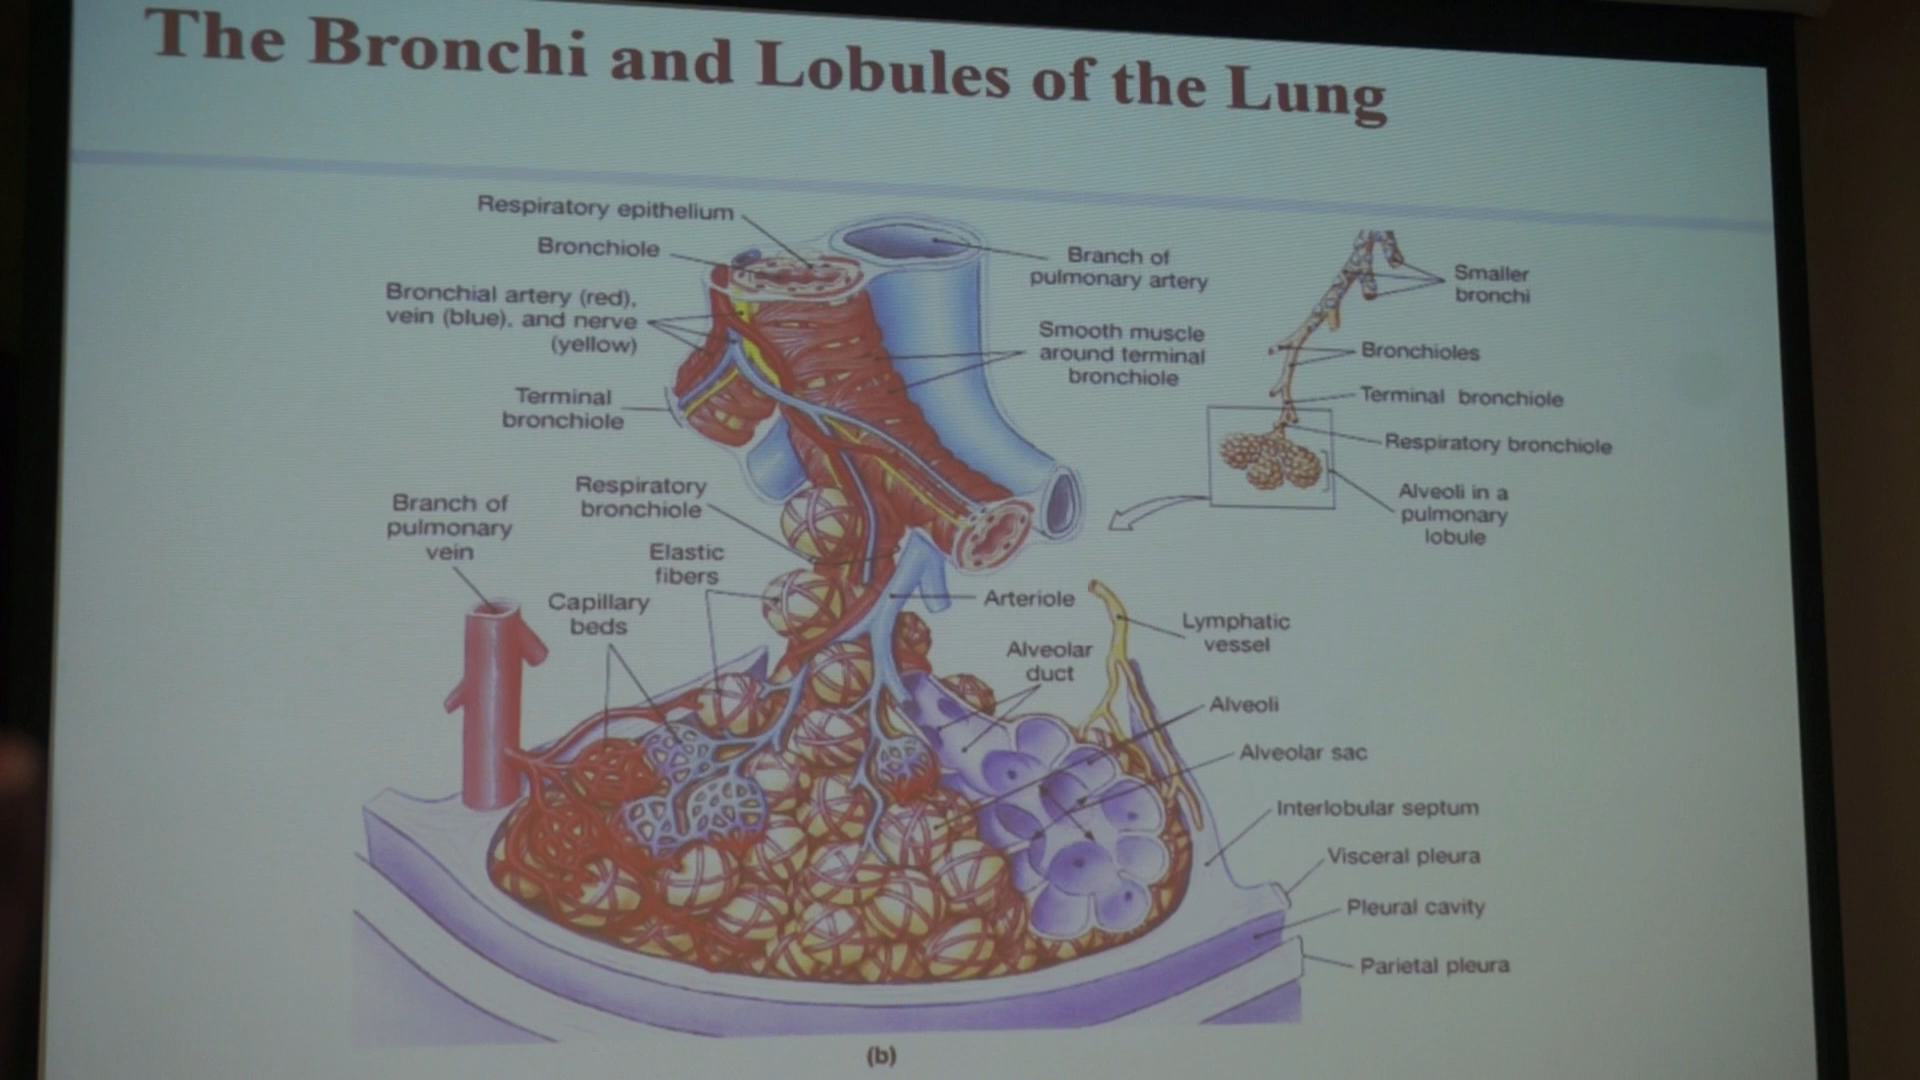 The Bronchi and Lobules of the Lung
Respiratory epithelium
Bronchiole
Bronchial artery (red),
vein (blue), and nerve
(yellow)
Terminal
bronchiole
Respiratory
bronchiole
Branch of
pulmonary
vein
Elastic
fibers
Capillary
beds
Branch of
pulmonary artery
Smooth muscle
around terminal
bronchiole
Arteriole
Lymphatic
vessel
Alveolar
duct
Alveoli
Alveolar sac
Interlobular septum
Visceral pleura
Pleural cavity
Parietal pleura
Smaller
bronchi
Bronchioles
Terminal bronchiole
Respiratory bronchiole
Alveoli in a
pulmonary
lobule
(b)